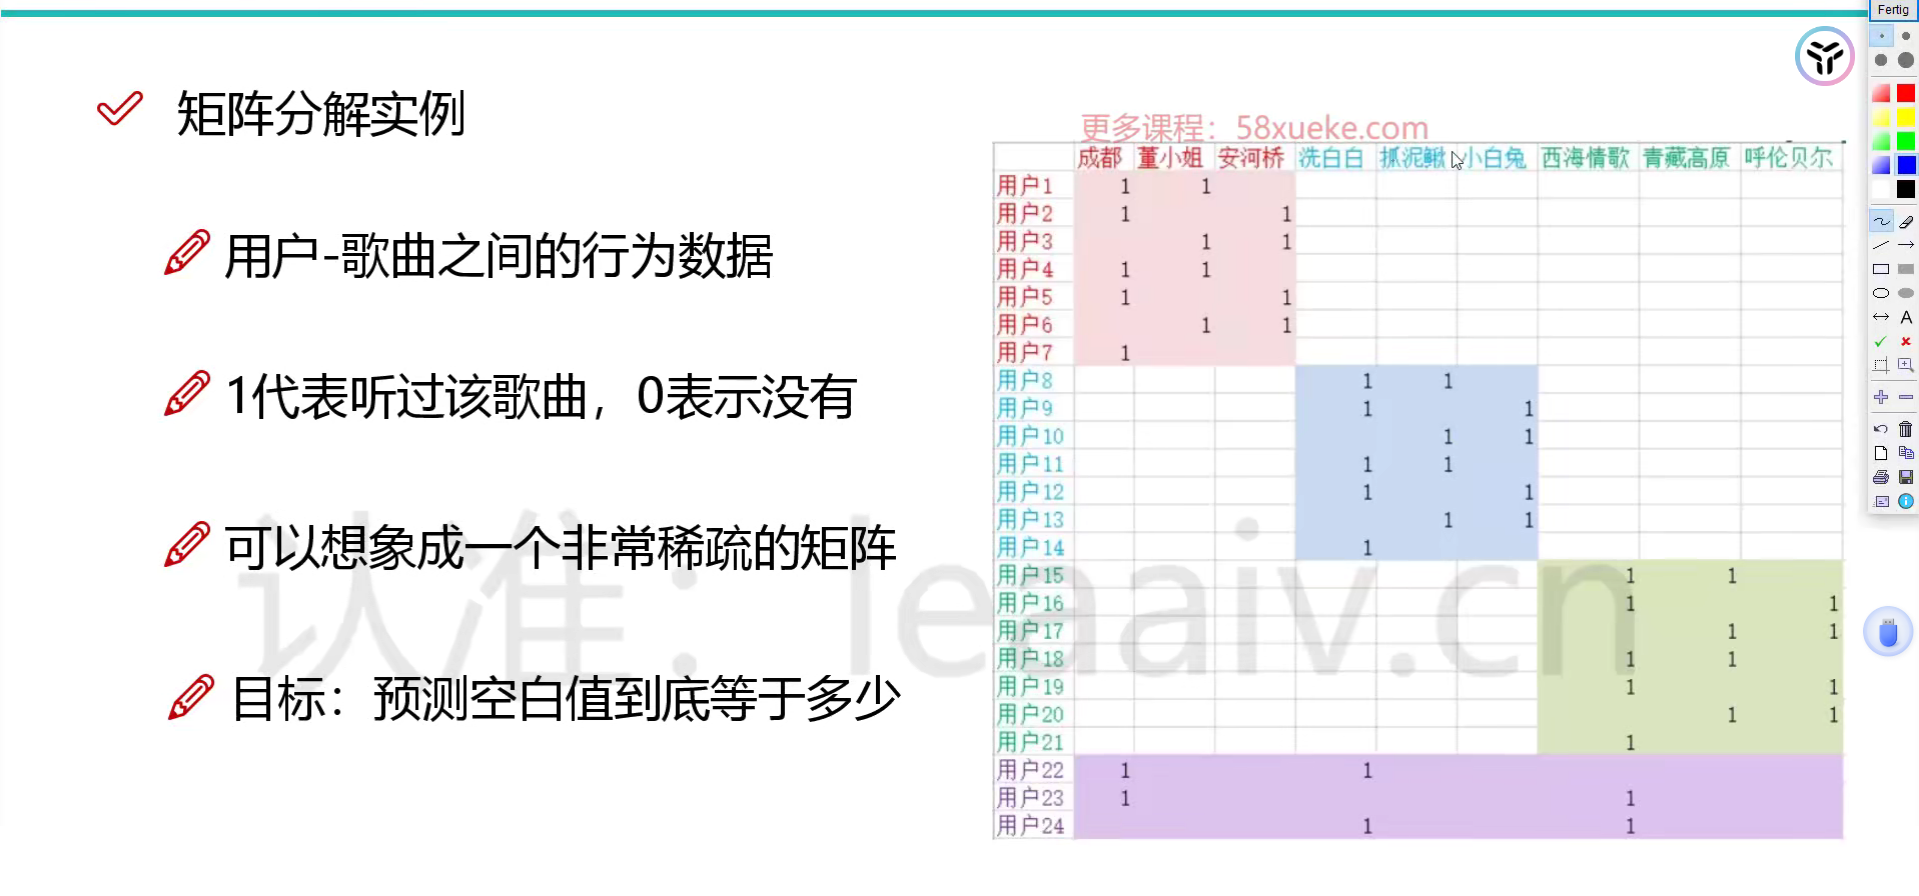 Fertig
矩阵分解实例
更多课程：58xueke.com
成都 董小姐 安河桥 洗白白 抓泥鳅 小白兔 西海情歌 青藏高原 呼伦贝尔
用户1 1 1
用户2 1 1
用户3 1 1
用户4 1 1
用户5 1 1
用户6 1 1
用户7 1
用户8 1 1
用户9 1 1
用户10 1 1
用户11 1 1
用户12 1 1
用户13 1 1
用户14 1
用户15 1 1
用户16 1 1
用户17 1 1
用户18 1 1
用户19 1 1
用户20 1 1
用户21 1
用户22 1 1
用户23 1 1
用户24 1 1
用户-歌曲之间的行为数据
1代表听过该歌曲，0表示没有
可以想象成一个非常稀疏的矩阵
认准：leaaiv.cn
目标：预测空白值到底等于多少
A